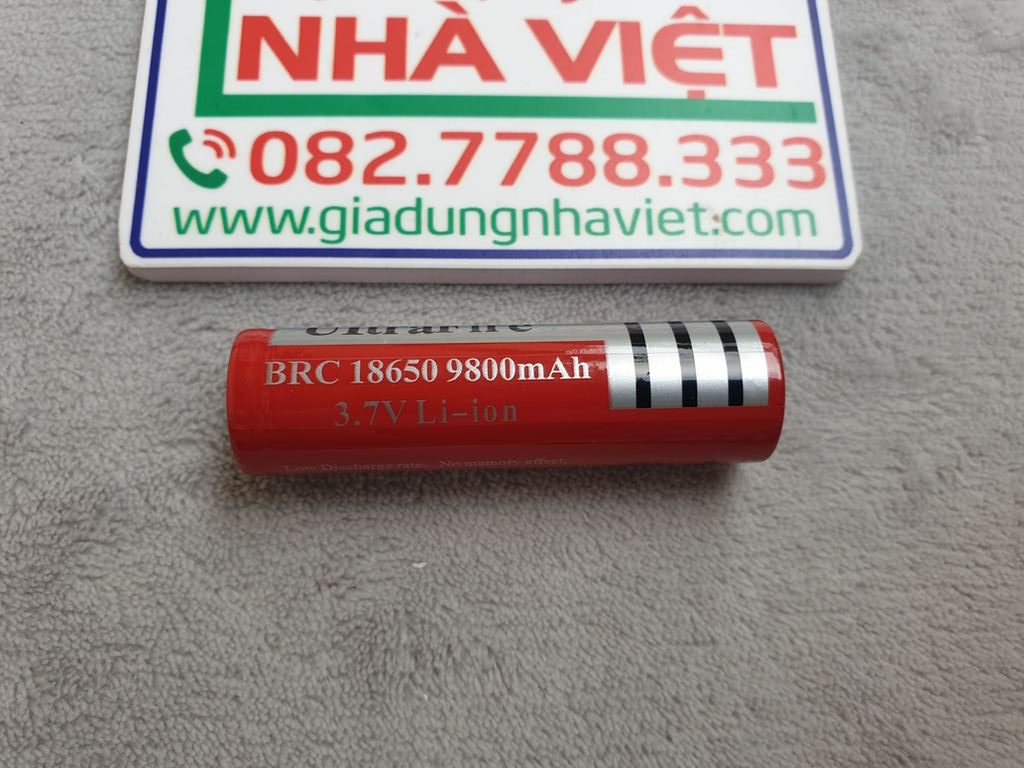 NHÀ VIỆT
082.7788.333
www.giadungnhaviet.com
UltraFire
BRC 18650 9800mAh
3.7V Li-ion
Low Discharge rate. No memory effect.